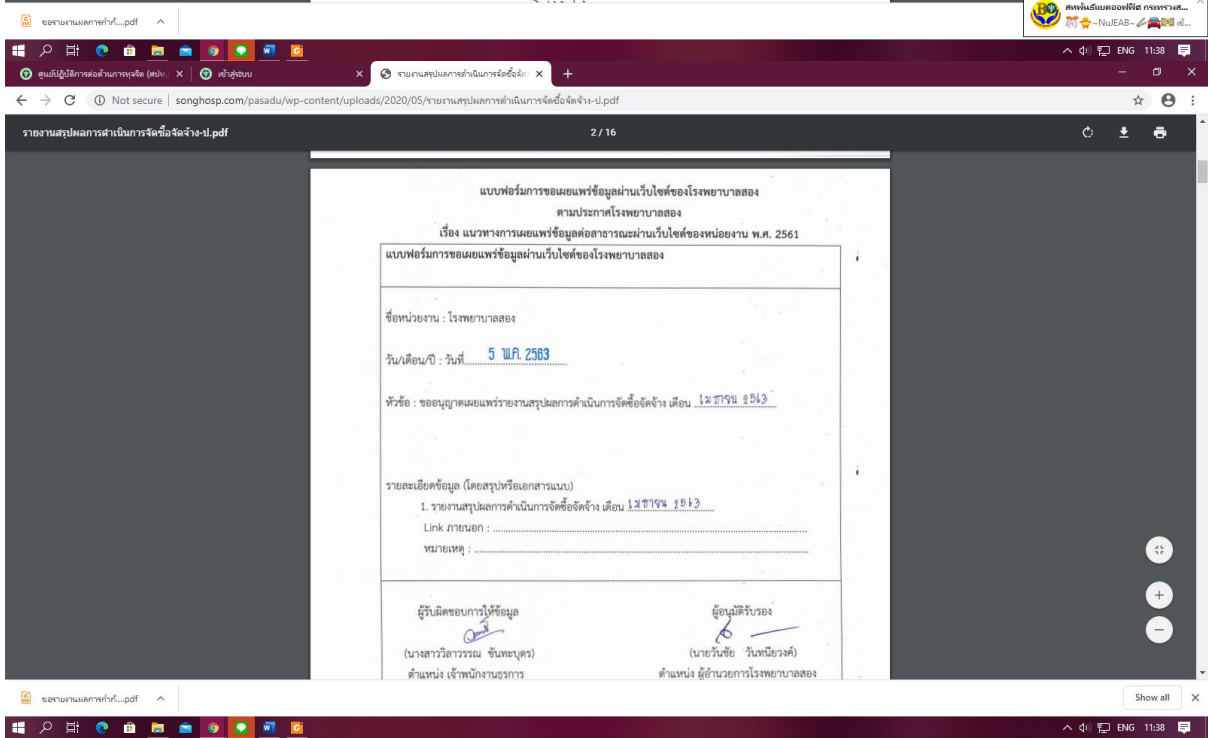 ขอรายงานผลการกำกั....pdf
สหพันธ์แบดออฟฟิศ กระทรวงส...
~NuJEAB~
ENG 11:38
ศูนย์ปฏิบัติการต่อต้านการทุจริต (ศปท.
เข้าสู่ระบบ
รายงานสรุปผลการดำเนินการจัดซื้อจัด
Not secure | songhosp.com/pasadu/wp-content/uploads/2020/05/รายงานสรุปผลการดำเนินการจัดซื้อจัดจ้าง-ป.pdf
รายงานสรุปผลการดำเนินการจัดซื้อจัดจ้าง-ป.pdf 2 / 16
แบบฟอร์มการขอเผยแพร่ข้อมูลผ่านเว็บไซต์ของโรงพยาบาลสอง
ตามประกาศโรงพยาบาลสอง
เรื่อง แนวทางการเผยแพร่ข้อมูลต่อสาธารณะผ่านเว็บไซต์ของหน่อยงาน พ.ศ. 2561
แบบฟอร์มการขอเผยแพร่ข้อมูลผ่านเว็บไซต์ของโรงพยาบาลสอง
ชื่อหน่วยงาน : โรงพยาบาลสอง
วัน/เดือน/ปี : วันที่ 5 พ.ค. 2563
หัวข้อ : ขออนุญาตเผยแพร่รายงานสรุปผลการดำเนินการจัดซื้อจัดจ้าง เดือน เมษายน 2563
รายละเอียดข้อมูล (โดยสรุปหรือเอกสารแนบ)
1. รายงานสรุปผลการดำเนินการจัดซื้อจัดจ้าง เดือน เมษายน 2563
Link ภายนอก :
หมายเหตุ :
ผู้รับผิดชอบการให้ข้อมูล ผู้อนุมัติรับรอง
(นางสาววิลาวรรณ ขันทะบุตร) (นายวันชัย วันทนียวงค์)
ตำแหน่ง เจ้าพนักงานธุรการ ตำแหน่ง ผู้อำนวยการโรงพยาบาลสอง
ขอรายงานผลการกำกั....pdf Show all
ENG 11:38